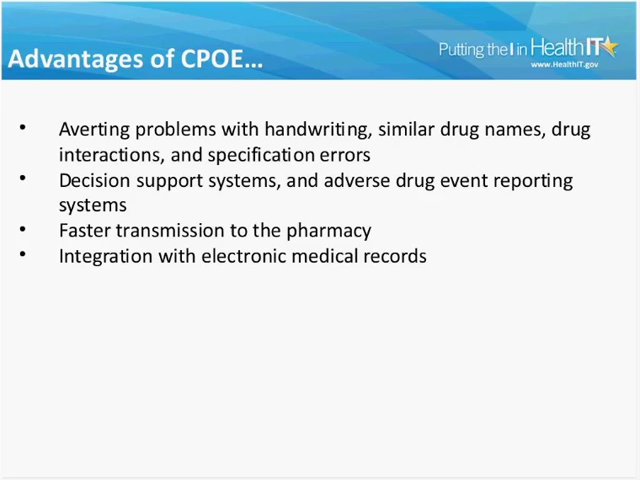 Advantages of CPOE...
Putting the I in HealthIT
www.HealthIT.gov
• Averting problems with handwriting, similar drug names, drug
interactions, and specification errors
• Decision support systems, and adverse drug event reporting
systems
• Faster transmission to the pharmacy
• Integration with electronic medical records